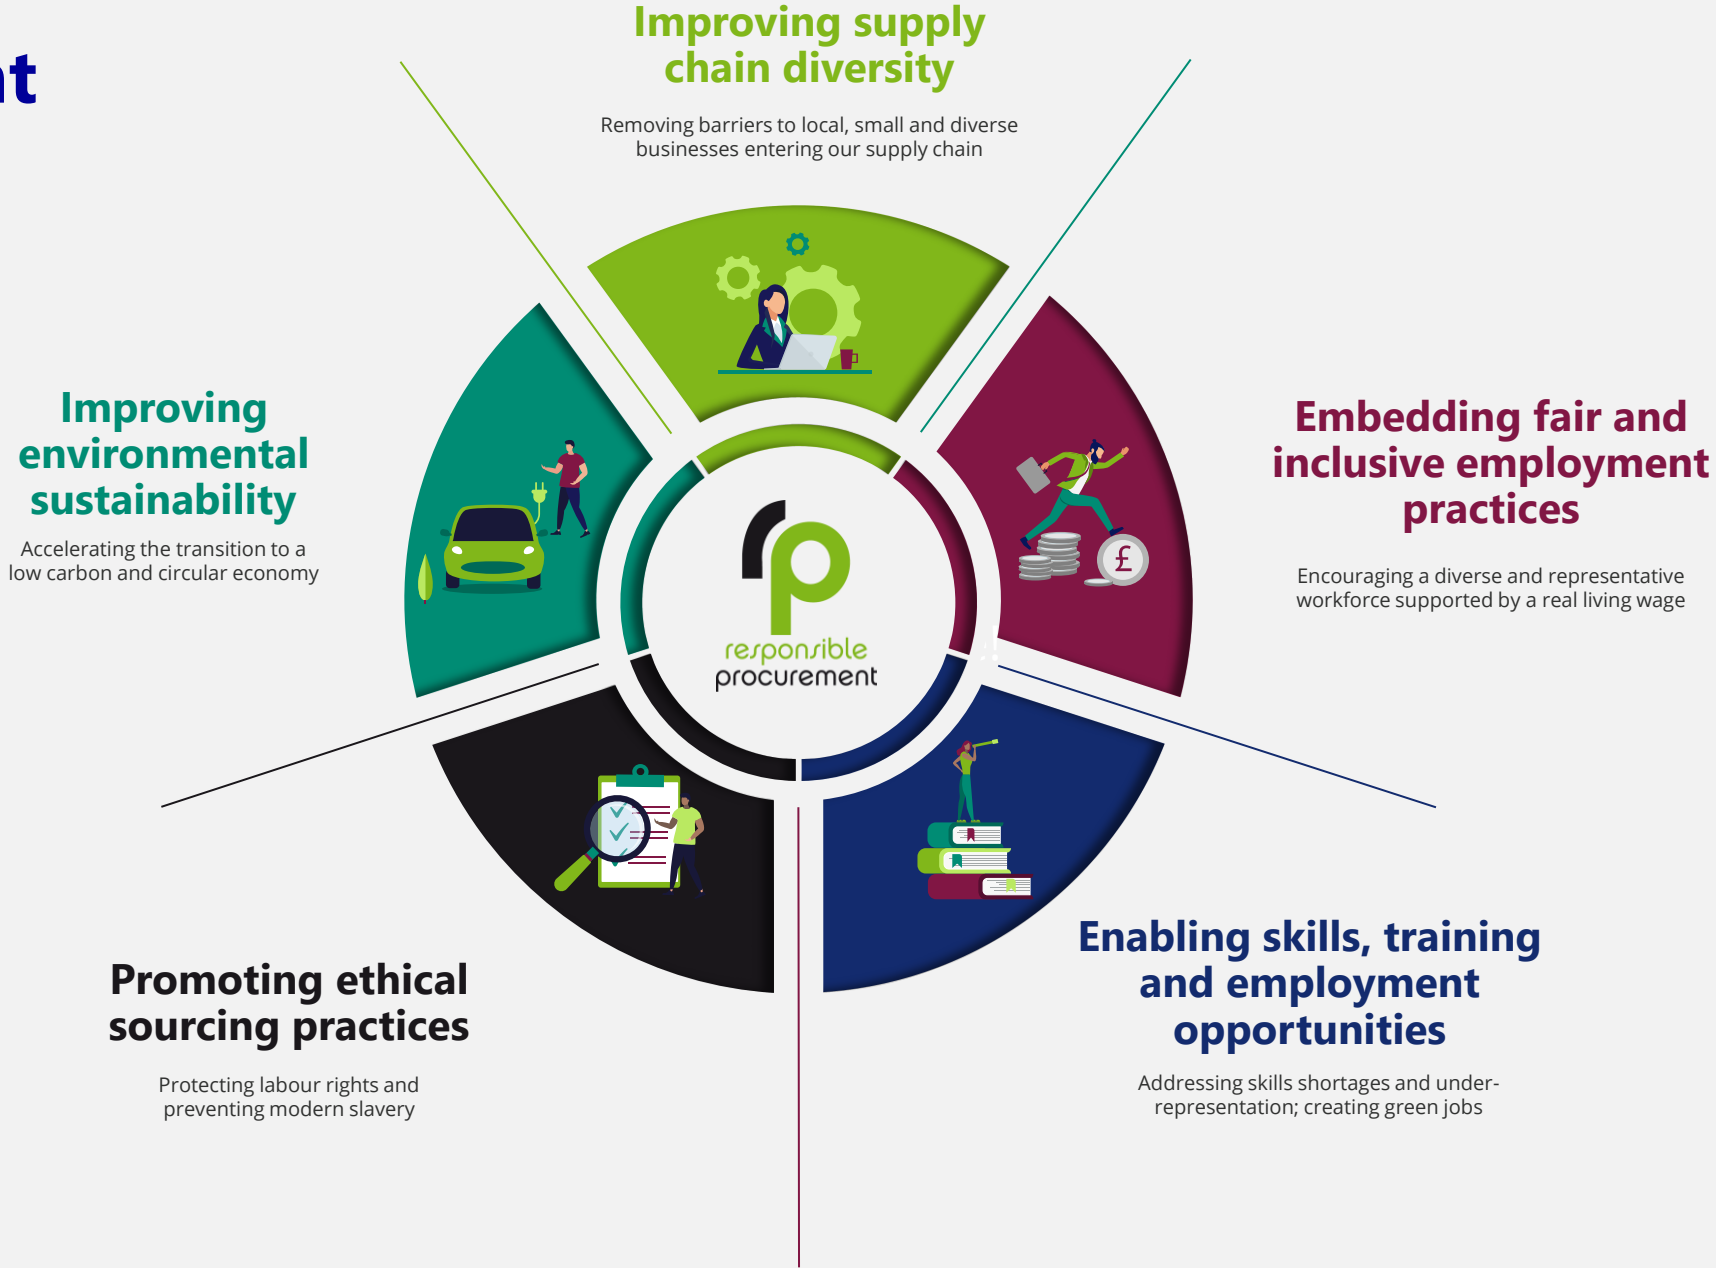 nt
Improving supply
chain diversity
Removing barriers to local, small and diverse
businesses entering our supply chain
Improving
environmental
sustainability
Accelerating the transition to a
low carbon and circular economy
Embedding fair and
inclusive employment
practices
Encouraging a diverse and representative
workforce supported by a real living wage
£
responsible
procurement
Promoting ethical
sourcing practices
Protecting labour rights and
preventing modern slavery
Enabling skills, training
and employment
opportunities
Addressing skills shortages and under-
representation; creating green jobs